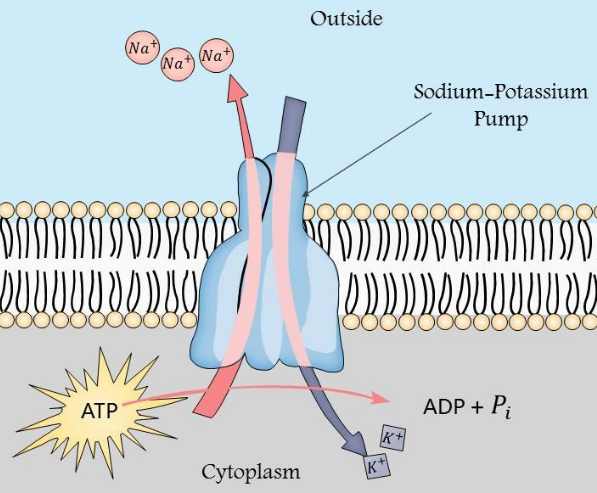 Outside
Na⁺
Na⁺
Na⁺
Sodium-Potassium
Pump
ATP
ADP + Pᵢ
K⁺
K⁺
Cytoplasm